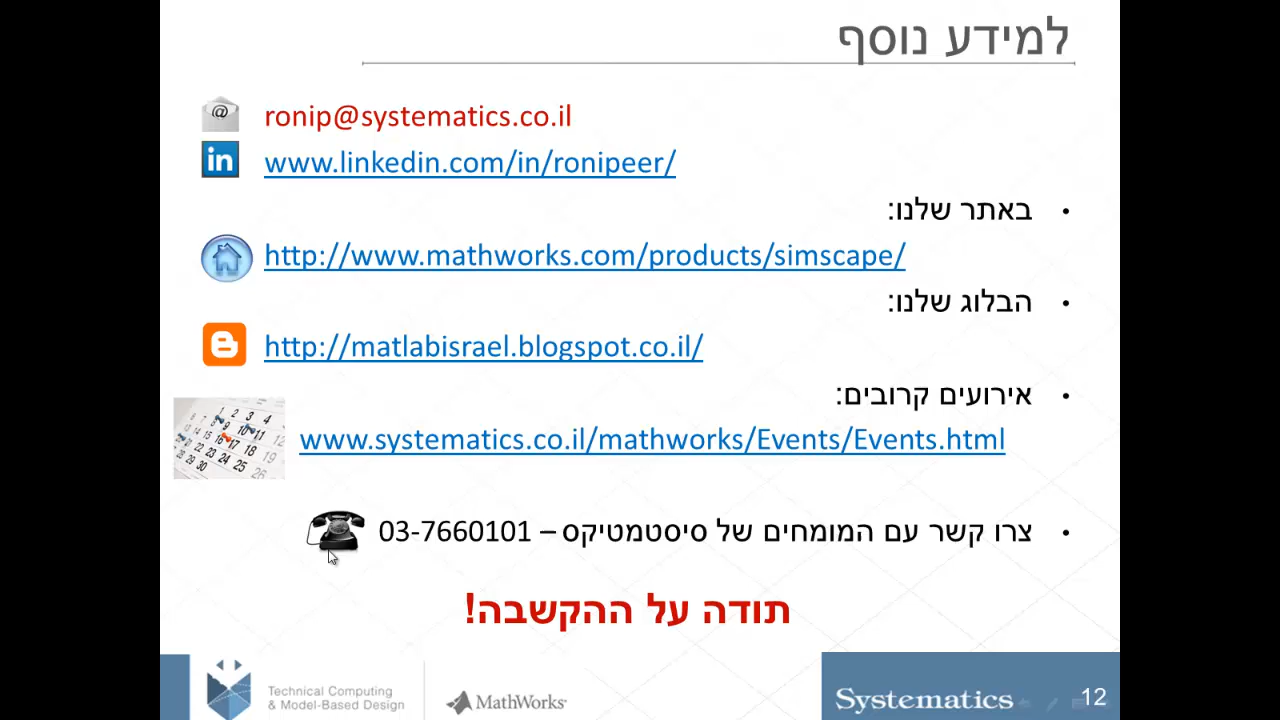 למידע נוסף
ronip@systematics.co.il
www.linkedin.com/in/ronipeer/
• באתר שלנו:
http://www.mathworks.com/products/simscape/
• הבלוג שלנו:
http://matlabisrael.blogspot.co.il/
• אירועים קרובים:
www.systematics.co.il/mathworks/Events/Events.html
• צרו קשר עם המומחים של סיסטמטיקס – 03-7660101
תודה על ההקשבה!
Technical Computing
& Model-Based Design
MathWorks
Systematics
12